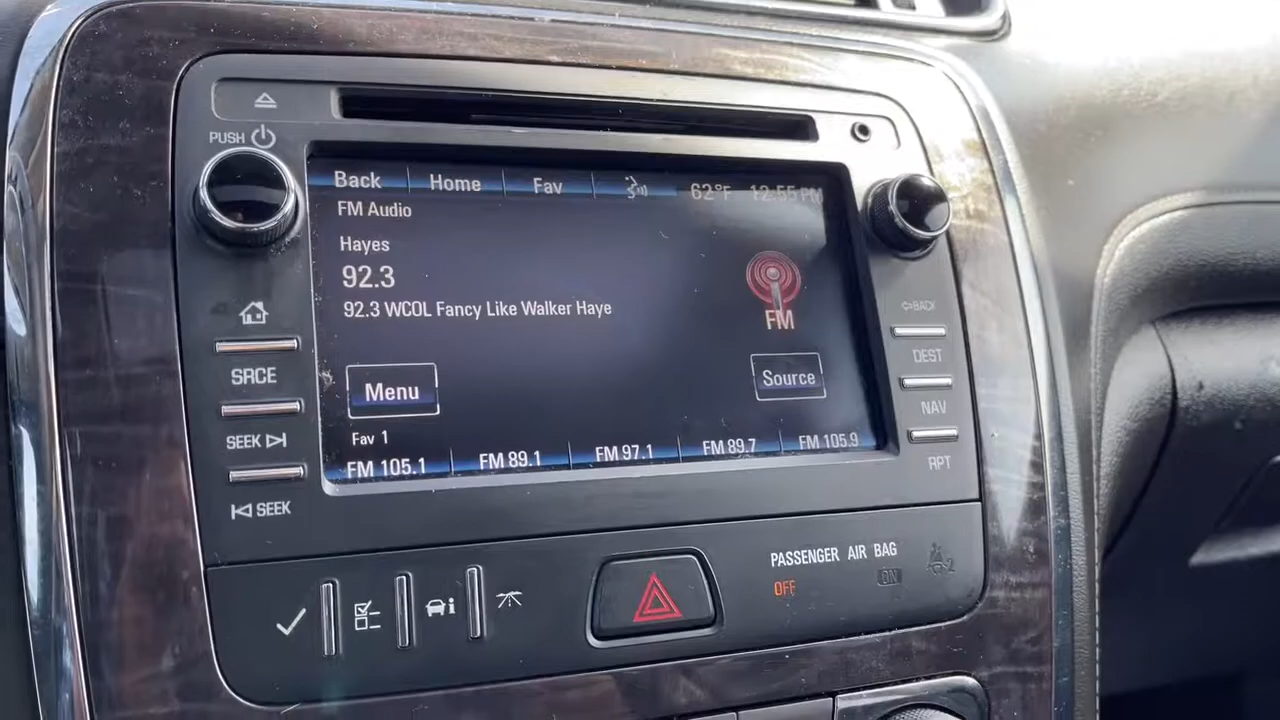 PUSH
Back Home Fav 62°F 12:55 PM
FM Audio
Hayes
92.3
92.3 WCOL Fancy Like Walker Haye
FM
Menu
Source
Fav 1
FM 105.1 FM 89.1 FM 97.1 FM 89.7 FM 105.9
SRCE
SEEK
SEEK
BACK
DEST
NAV
RPT
PASSENGER AIR BAG
OFF ON